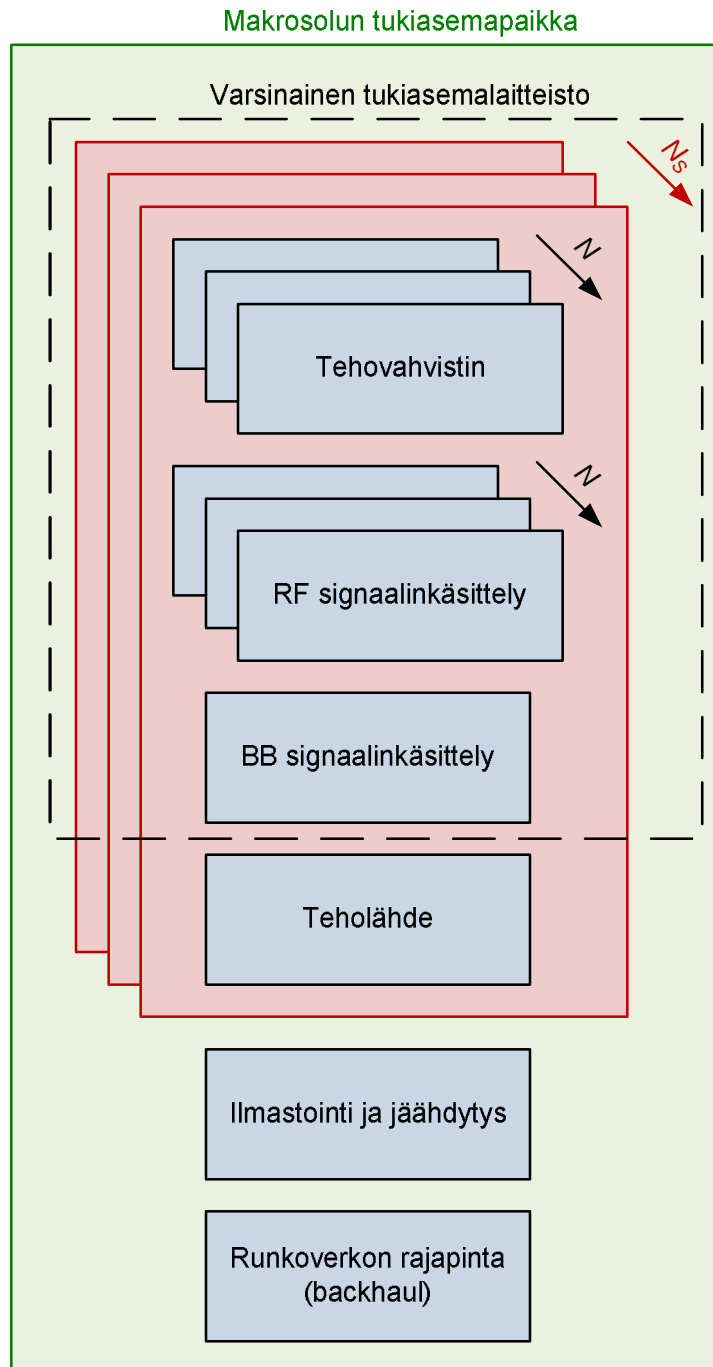 Makrosolun tukiasemapaikka
Varsinainen tukiasemalaitteisto
Ns
N
Tehovahvistin
N
RF signaalinkäsittely
BB signaalinkäsittely
Teholähde
Ilmastointi ja jäähdytys
Runkoverkon rajapinta
(backhaul)